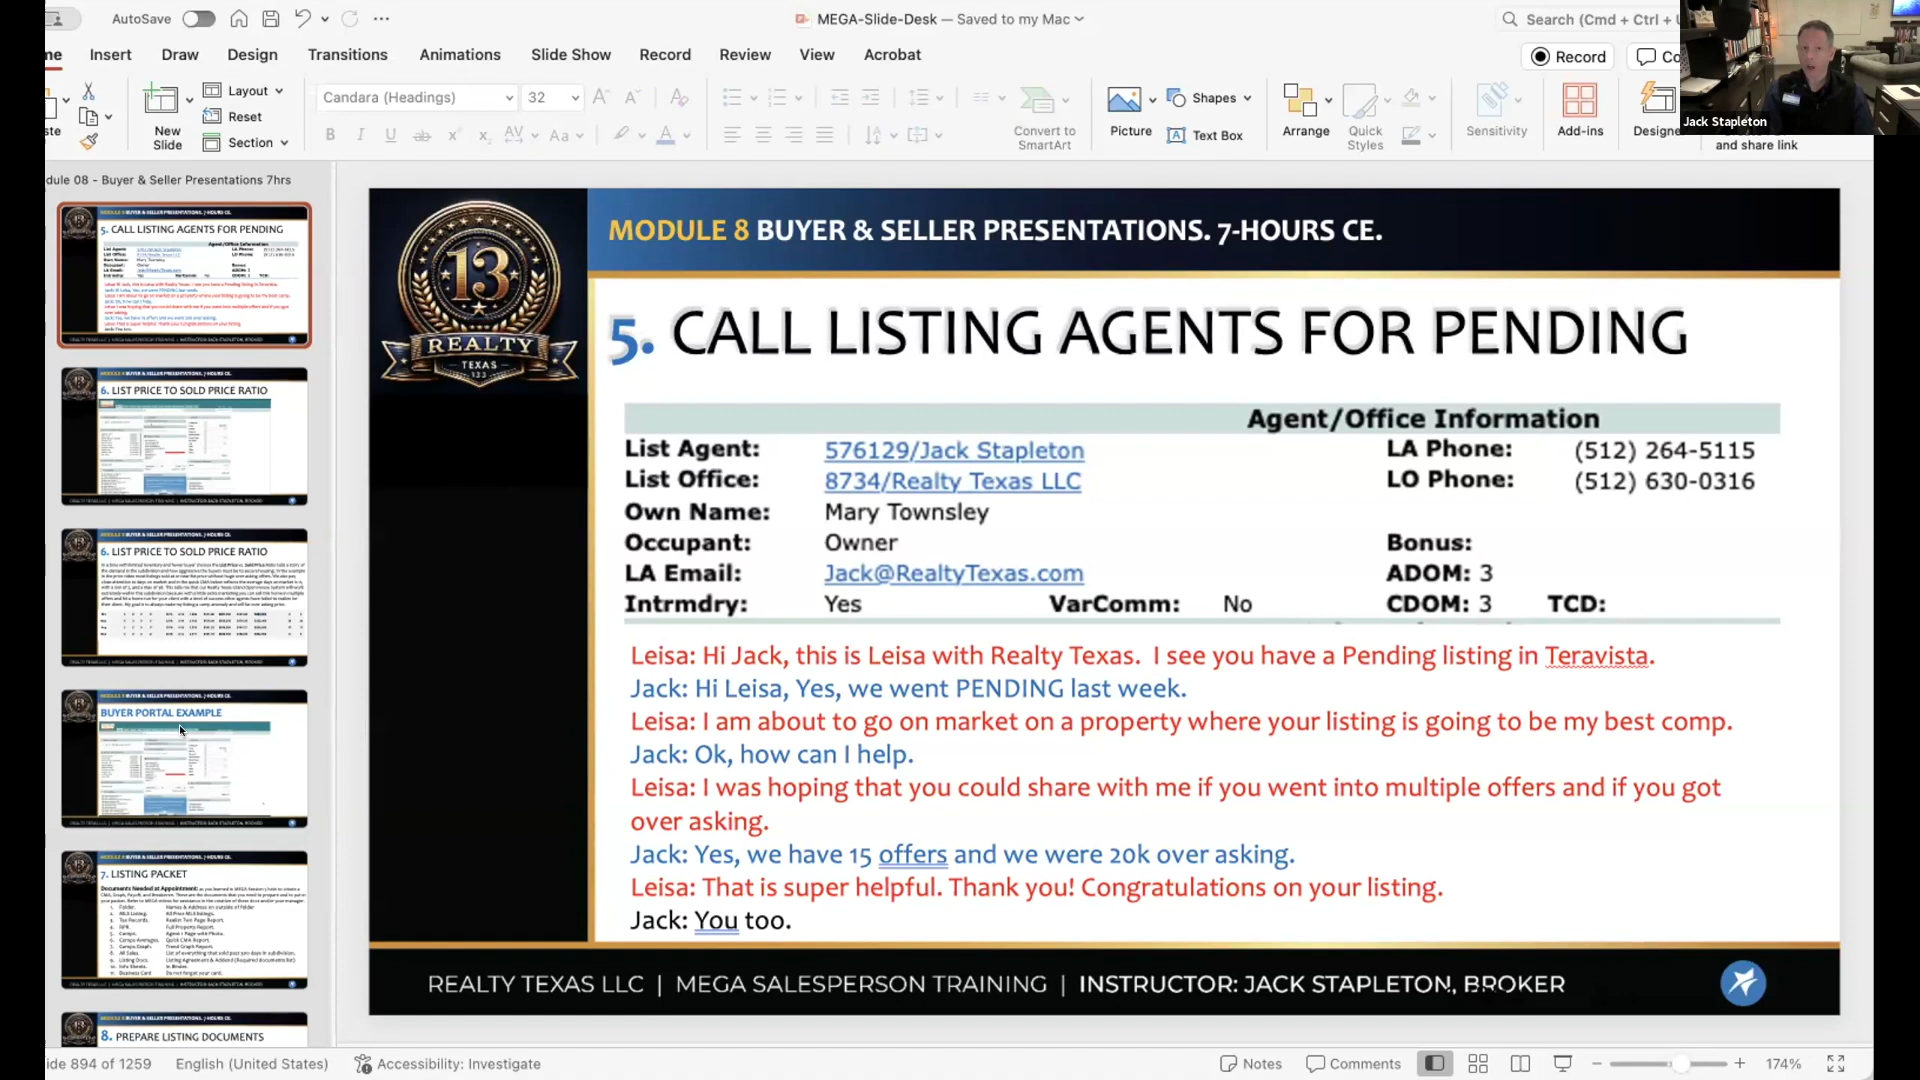 AutoSave
MEGA-Slide-Desk — Saved to my Mac
Search (Cmd + Ctrl + U
me Insert Draw Design Transitions Animations Slide Show Record Review View Acrobat
Record
Co
Jack Stapleton
ste
New Slide
Layout
Reset
Section
Candara (Headings)
32
Convert to SmartArt
Picture
Shapes
Text Box
Arrange
Quick Styles
Sensitivity
Add-ins
Designe
and share link
dule 08 - Buyer & Seller Presentations 7hrs
5. CALL LISTING AGENTS FOR PENDING
6. LIST PRICE TO SOLD PRICE RATIO
6. LIST PRICE TO SOLD PRICE RATIO
BUYER PORTAL EXAMPLE
7. LISTING PACKET
8. PREPARE LISTING DOCUMENTS
13
REALTY
TEXAS
133
MODULE 8 BUYER & SELLER PRESENTATIONS. 7-HOURS CE.
5. CALL LISTING AGENTS FOR PENDING
Agent/Office Information
List Agent: 576129/Jack Stapleton LA Phone: (512) 264-5115
List Office: 8734/Realty Texas LLC LO Phone: (512) 630-0316
Own Name: Mary Townsley
Occupant: Owner Bonus:
LA Email: Jack@RealtyTexas.com ADOM: 3
Intrmdry: Yes VarComm: No CDOM: 3 TCD:
Leisa: Hi Jack, this is Leisa with Realty Texas. I see you have a Pending listing in Teravista.
Jack: Hi Leisa, Yes, we went PENDING last week.
Leisa: I am about to go on market on a property where your listing is going to be my best comp.
Jack: Ok, how can I help.
Leisa: I was hoping that you could share with me if you went into multiple offers and if you got
over asking.
Jack: Yes, we have 15 offers and we were 20k over asking.
Leisa: That is super helpful. Thank you! Congratulations on your listing.
Jack: You too.
REALTY TEXAS LLC | MEGA SALESPERSON TRAINING | INSTRUCTOR: JACK STAPLETON, BROKER
ide 894 of 1259 English (United States) Accessibility: Investigate Notes Comments 174%